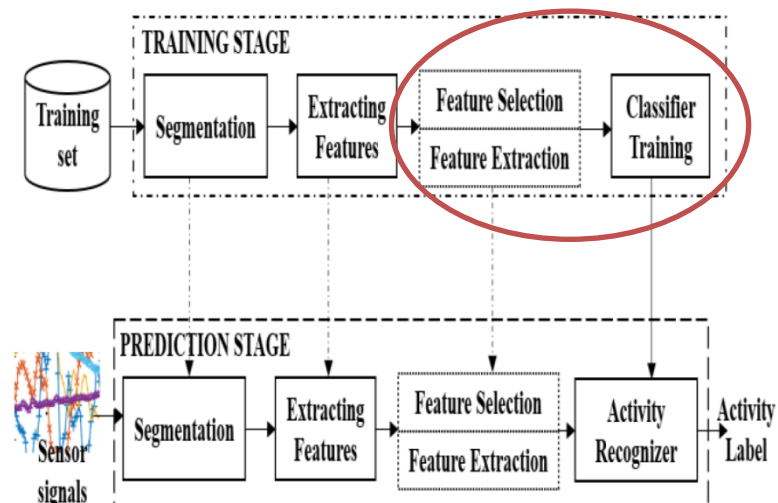 TRAINING STAGE
Training
set
Segmentation
Extracting
Features
Feature Selection
Feature Extraction
Classifier
Training
PREDICTION STAGE
Sensor
signals
Segmentation
Extracting
Features
Feature Selection
Feature Extraction
Activity
Recognizer
Activity
Label